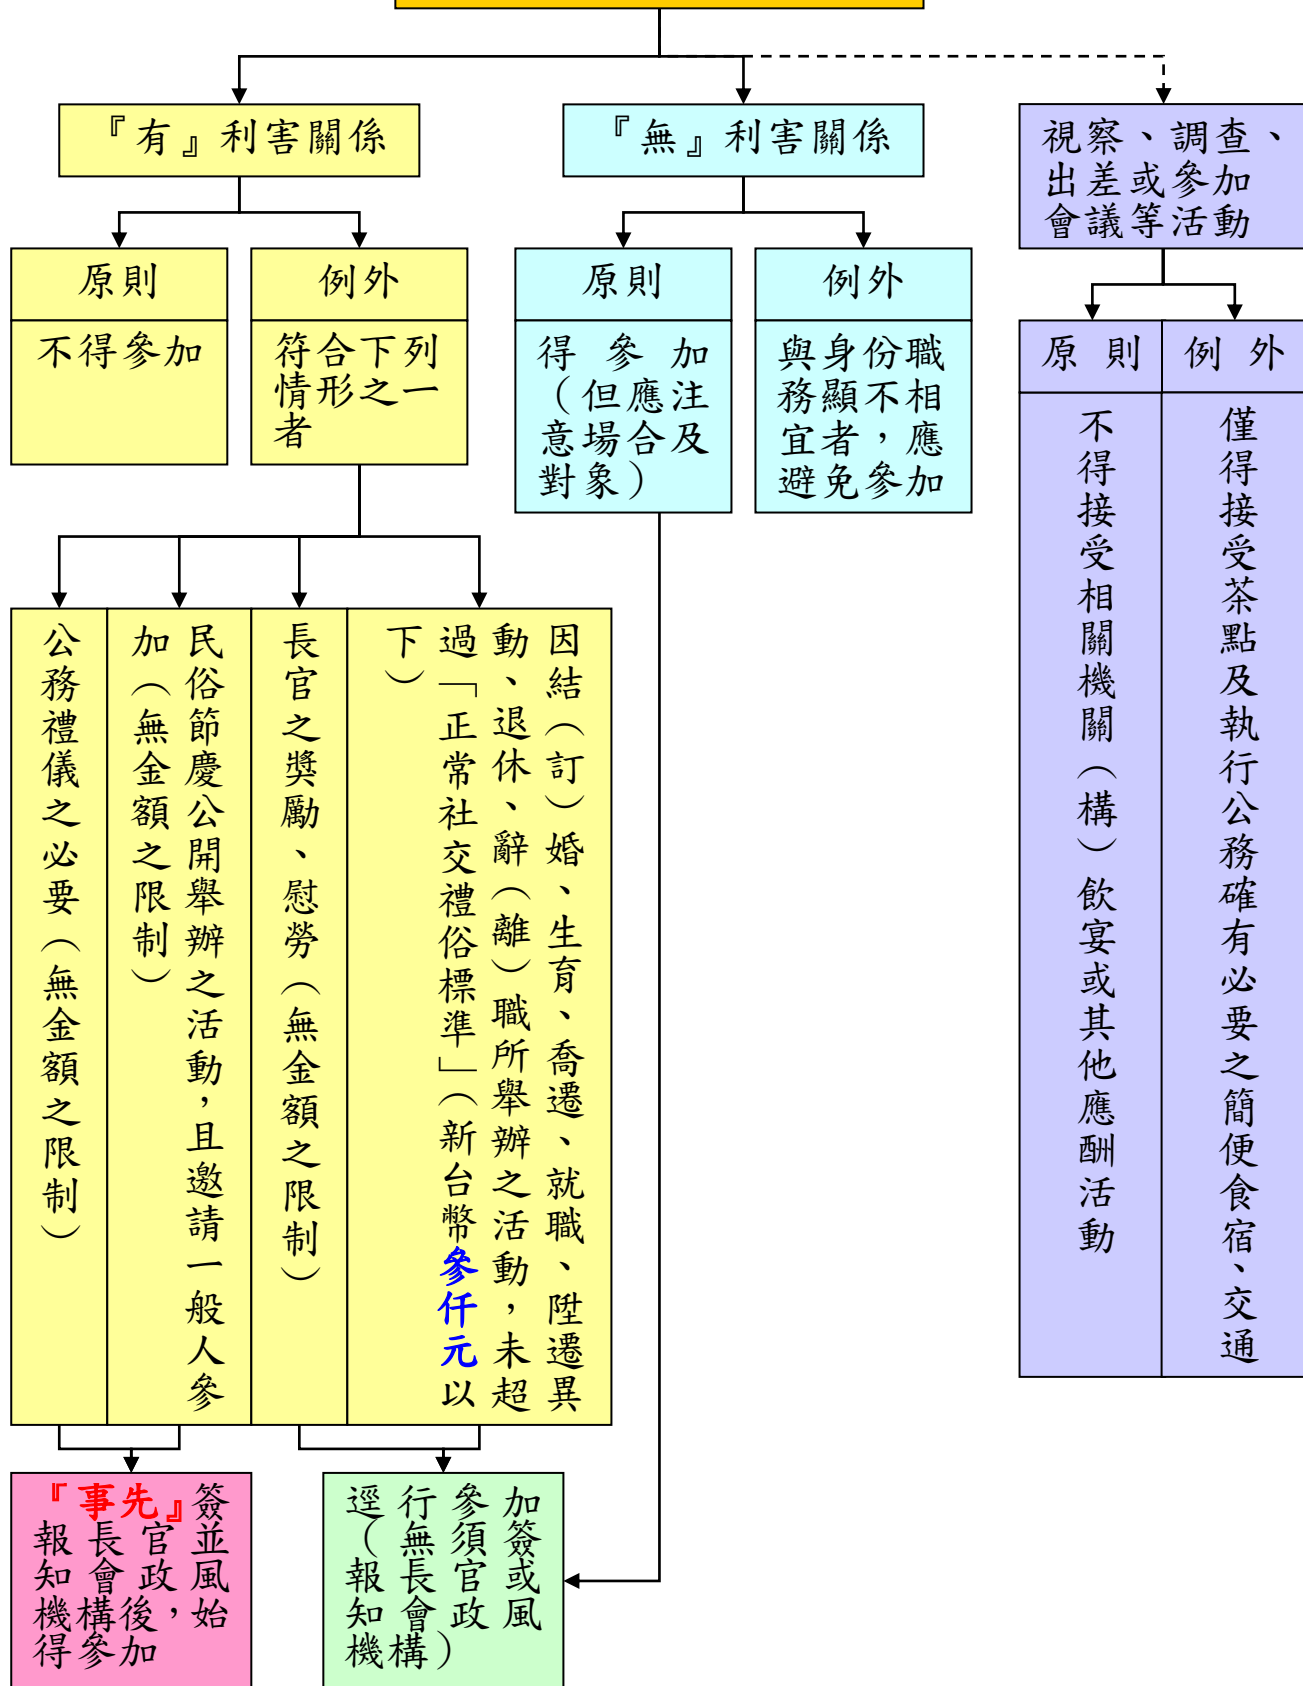 『有』利害關係
『無』利害關係
視察、調查、
出差或參加
會議等活動
原則
不得參加
例外
符合下列
情形之一
者
原則
得參加
（但應注
意場合及
對象）
例外
與身份職
務顯不相
宜者，應
避免參加
原則
不得接受相關機關（構）飲宴或其他應酬活動
例外
僅得接受茶點及執行公務確有必要之簡便食宿、交通
公務禮儀之必要（無金額之限制）
民俗節慶公開舉辦之活動，且邀請一般人參
加（無金額之限制）
長官之獎勵、慰勞（無金額之限制）
因結（訂）婚、生育、喬遷、就職、陞遷異
動、退休、辭（離）職所舉辦之活動，未超
過「正常社交禮俗標準」（新台幣參仟元以
下）
『事先』簽
報長官並
知會政風
機構後，始
得參加
逕行參加
（無須簽
報長官或
知會政風
機構）